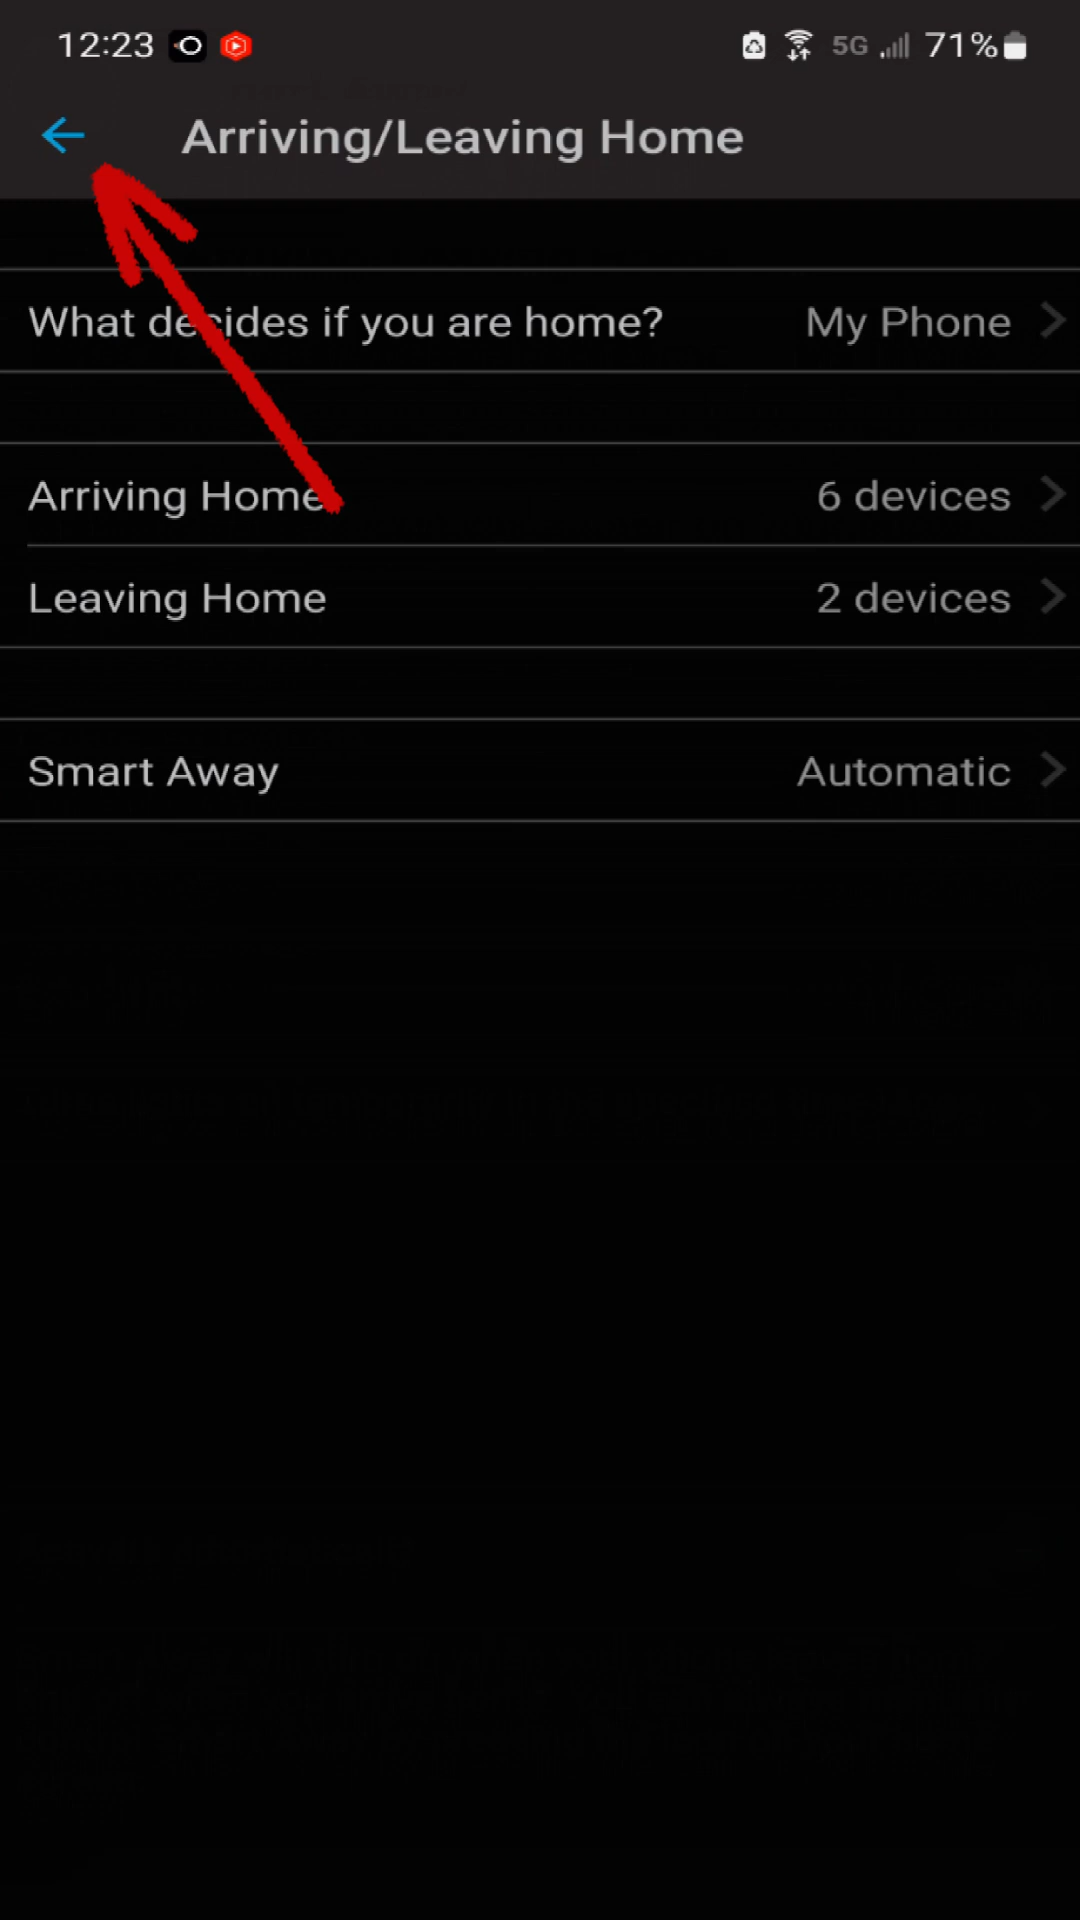 12:23 5G 71%
Arriving/Leaving Home
What decides if you are home? My Phone
Arriving Home 6 devices
Leaving Home 2 devices
Smart Away Automatic